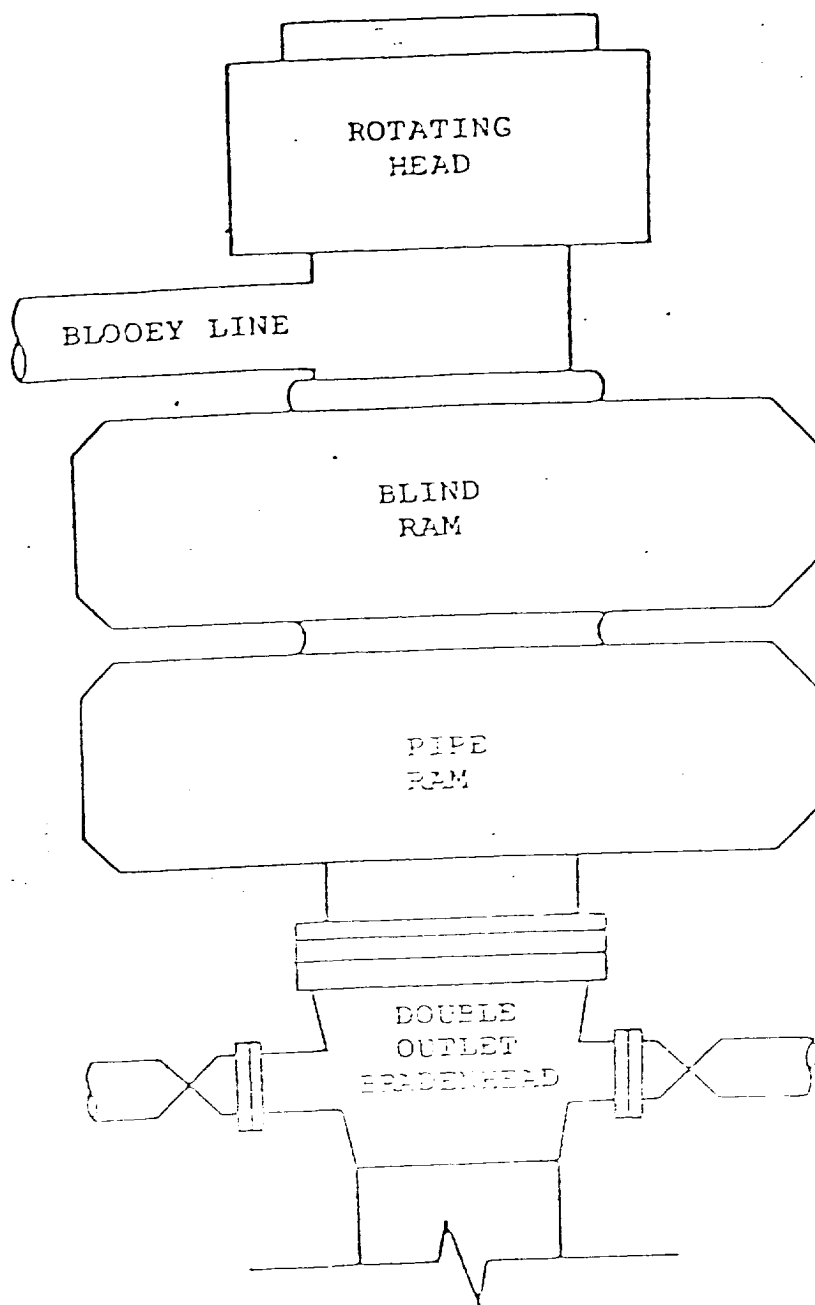 ROTATING
HEAD
BLOOEY LINE
BLIND
RAM
PIPE
RAM
DOUBLE
OUTLET
BRADENHEAD